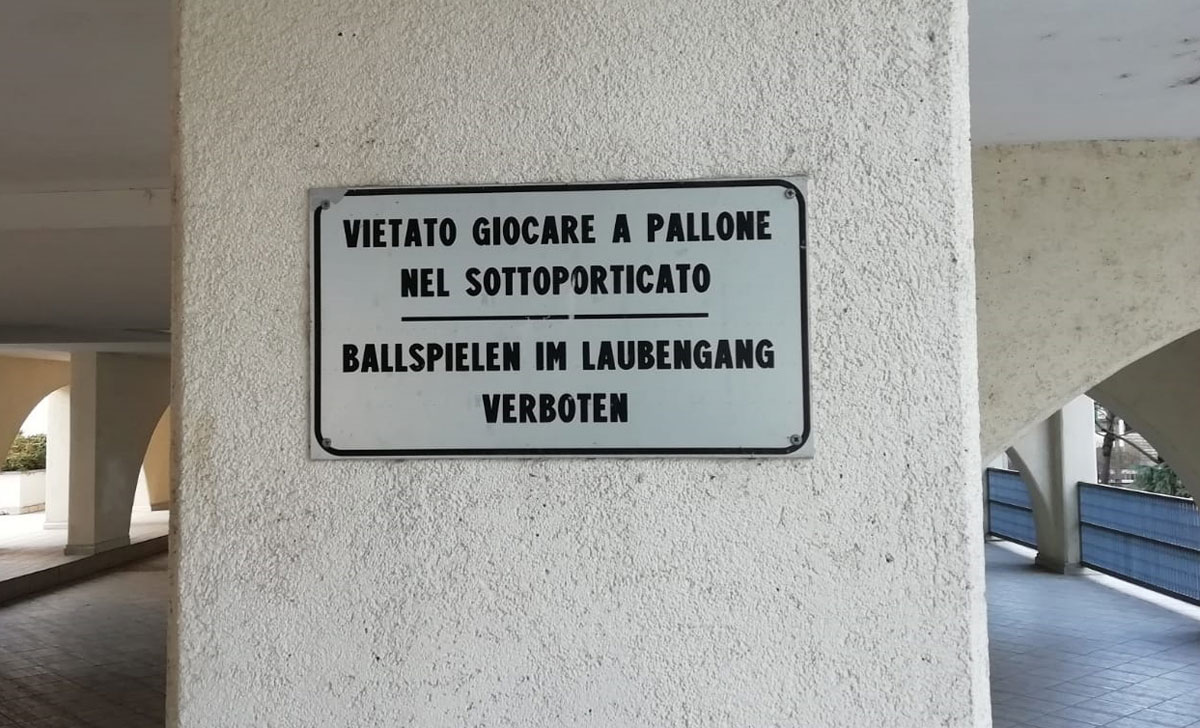 VIETATO GIOCARE A PALLONE
NEL SOTTOPORTICATO
BALLSPIELEN IM LAUBENGANG
VERBOTEN